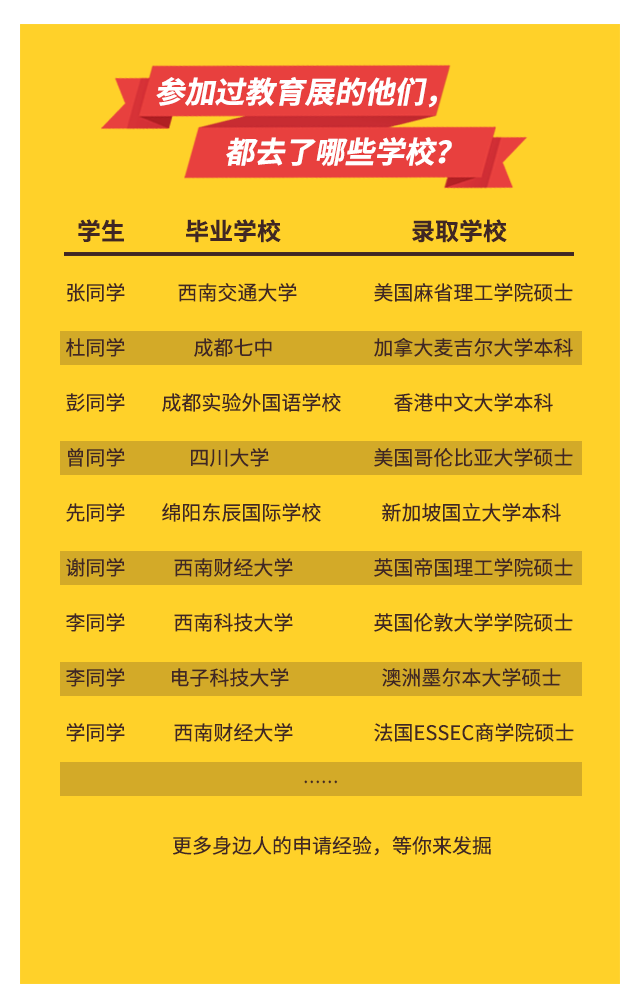 参加过教育展的他们，
都去了哪些学校？
学生 毕业学校 录取学校
张同学 西南交通大学 美国麻省理工学院硕士
杜同学 成都七中 加拿大麦吉尔大学本科
彭同学 成都实验外国语学校 香港中文大学本科
曾同学 四川大学 美国哥伦比亚大学硕士
先同学 绵阳东辰国际学校 新加坡国立大学本科
谢同学 西南财经大学 英国帝国理工学院硕士
李同学 西南科技大学 英国伦敦大学学院硕士
李同学 电子科技大学 澳洲墨尔本大学硕士
学同学 西南财经大学 法国ESSEC商学院硕士
……
更多身边人的申请经验，等你来发掘